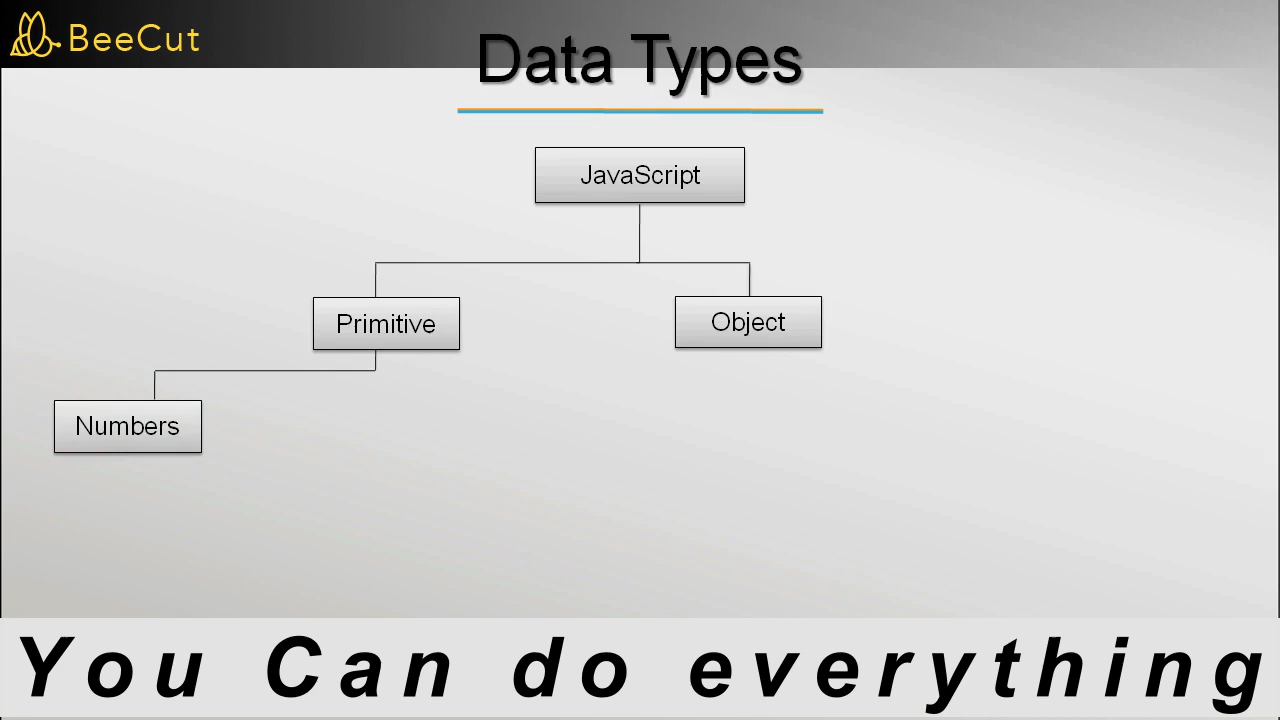 BeeCut
Data Types
JavaScript
Primitive
Object
Numbers
You Can do everything